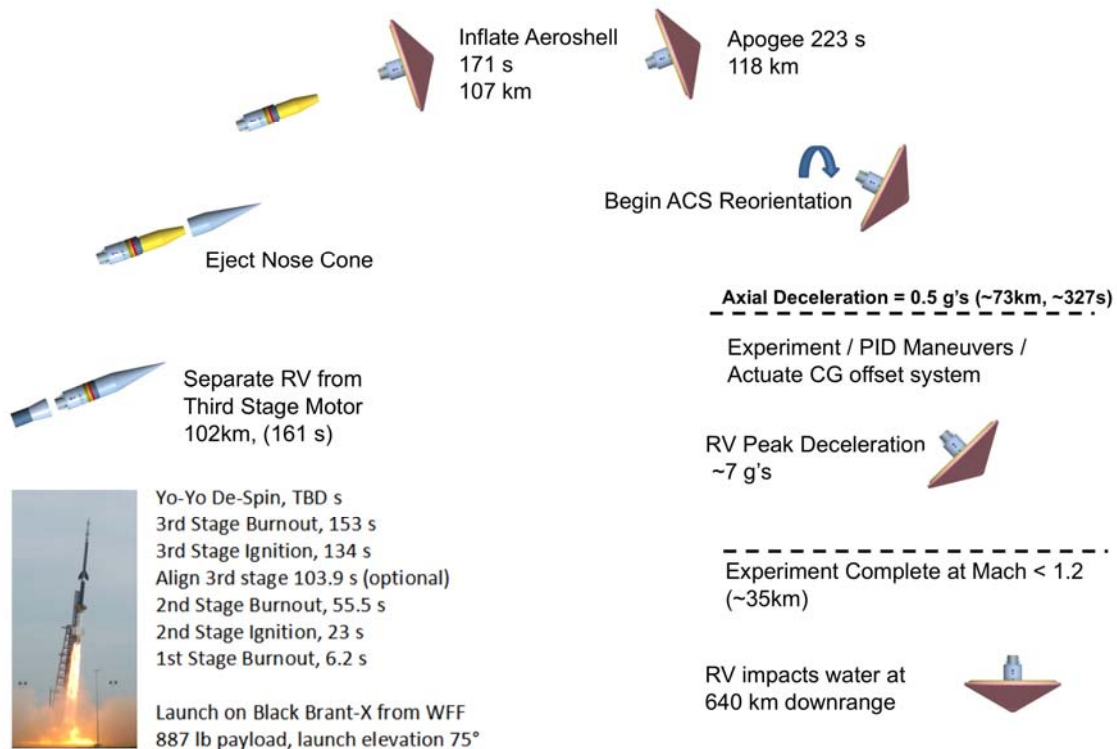 Inflate Aeroshell
171 s
107 km
Apogee 223 s
118 km
Begin ACS Reorientation
Eject Nose Cone
Axial Deceleration = 0.5 g's (~73km, ~327s)
Experiment / PID Maneuvers /
Actuate CG offset system
Separate RV from
Third Stage Motor
102km, (161 s)
RV Peak Deceleration
~7 g's
Yo-Yo De-Spin, TBD s
3rd Stage Burnout, 153 s
3rd Stage Ignition, 134 s
Align 3rd stage 103.9 s (optional)
2nd Stage Burnout, 55.5 s
2nd Stage Ignition, 23 s
1st Stage Burnout, 6.2 s
Launch on Black Brant-X from WFF
887 lb payload, launch elevation 75°
Experiment Complete at Mach < 1.2
(~35km)
RV impacts water at
640 km downrange